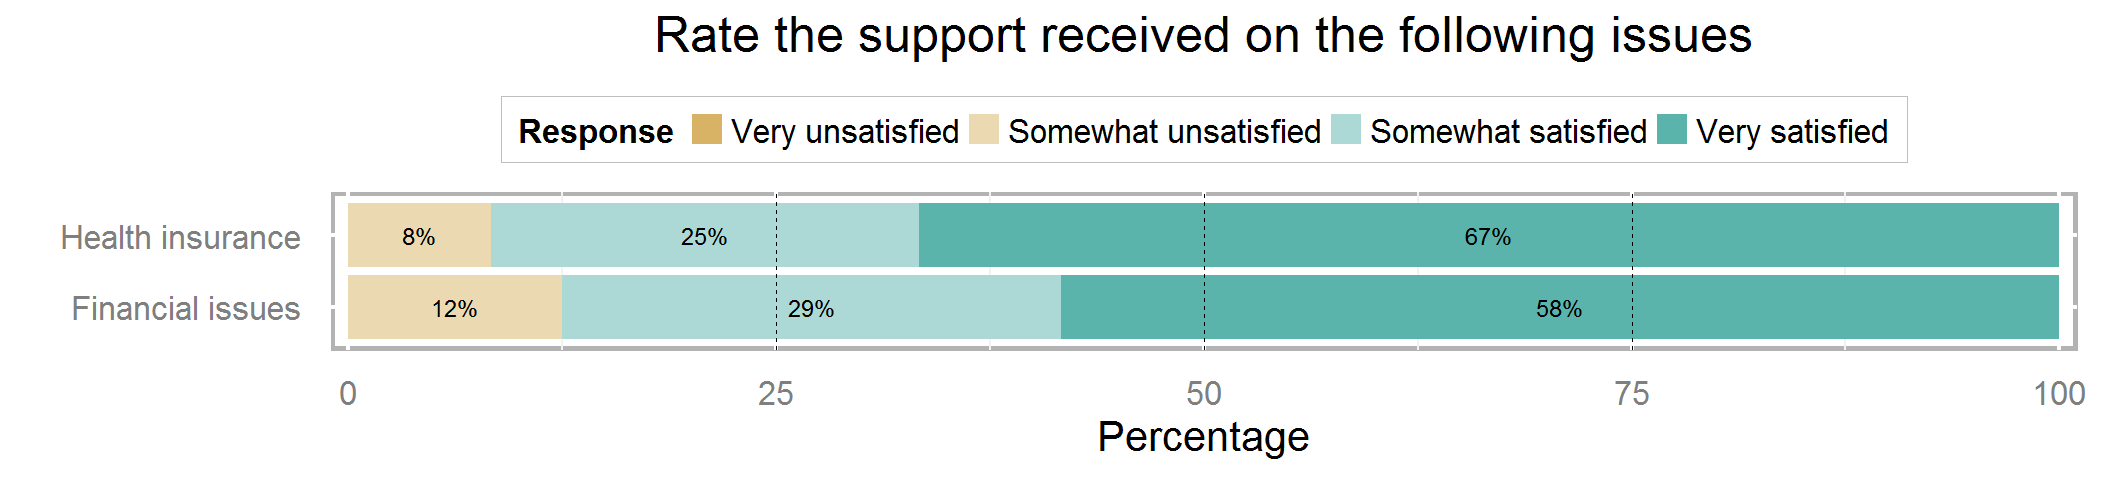 Rate the support received on the following issues
Response Very unsatisfied Somewhat unsatisfied Somewhat satisfied Very satisfied
Health insurance 8% 25% 67%
Financial issues 12% 29% 58%
0 25 50 75 100
Percentage